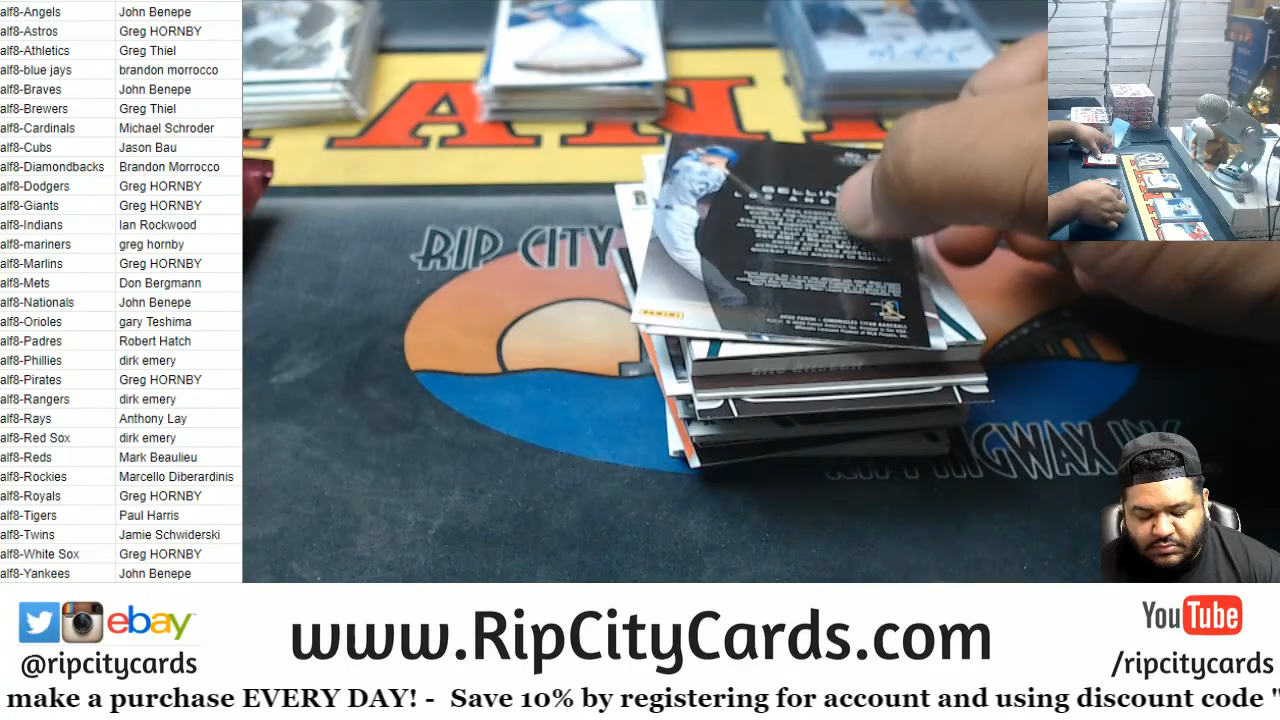 alf8-Angels John Benepe
alf8-Astros Greg HORNBY
alf8-Athletics Greg Thiel
alf8-blue jays brandon morrocco
alf8-Braves John Benepe
alf8-Brewers Greg Thiel
alf8-Cardinals Michael Schroder
alf8-Cubs Jason Bau
alf8-Diamondbacks Brandon Morrocco
alf8-Dodgers Greg HORNBY
alf8-Giants Greg HORNBY
alf8-Indians Ian Rockwood
alf8-mariners greg hornby
alf8-Marlins Greg HORNBY
alf8-Mets Don Bergmann
alf8-Nationals John Benepe
alf8-Orioles gary Teshima
alf8-Padres Robert Hatch
alf8-Phillies dirk emery
alf8-Pirates Greg HORNBY
alf8-Rangers dirk emery
alf8-Rays Anthony Lay
alf8-Red Sox dirk emery
alf8-Reds Mark Beaulieu
alf8-Rockies Marcello Diberardinis
alf8-Royals Greg HORNBY
alf8-Tigers Paul Harris
alf8-Twins Jamie Schwiderski
alf8-White Sox Greg HORNBY
alf8-Yankees John Benepe
RIP CITY
PANINI
ebay
@ripcitycards
www.RipCityCards.com
YouTube
/ripcitycards
make a purchase EVERY DAY! - Save 10% by registering for account and using discount code "